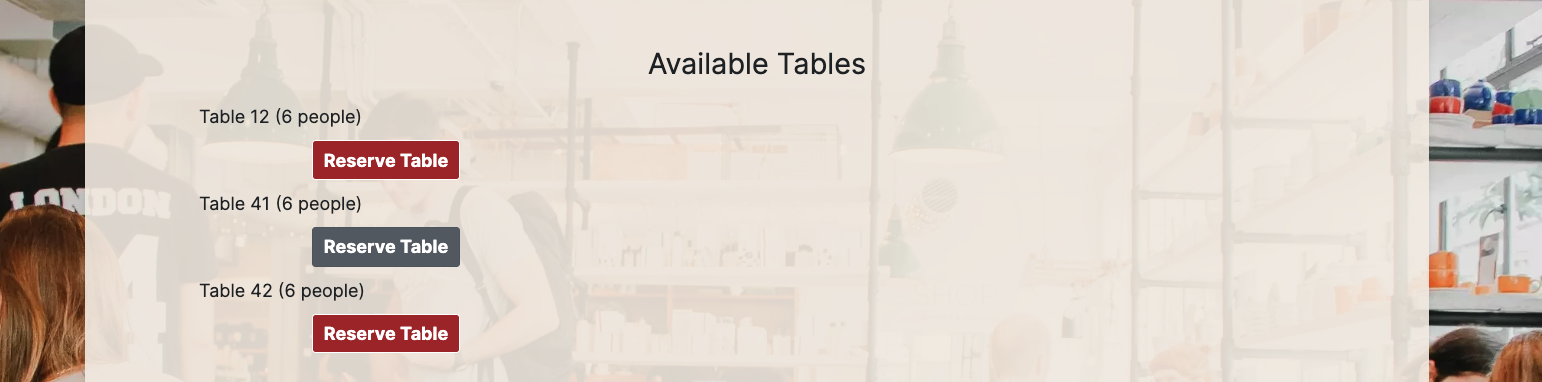 Available Tables
Table 12 (6 people)
Reserve Table
Table 41 (6 people)
Reserve Table
Table 42 (6 people)
Reserve Table
LONDON